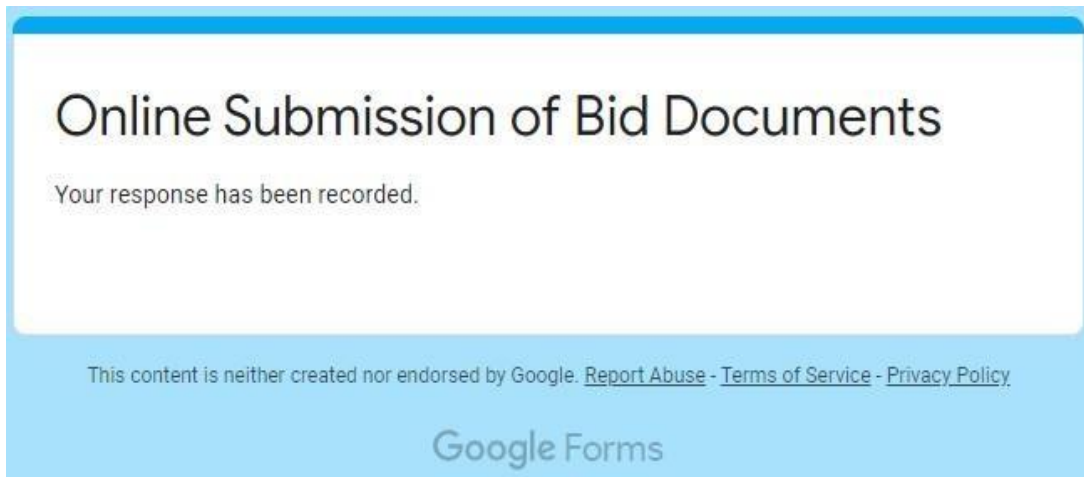 Online Submission of Bid Documents
Your response has been recorded.
This content is neither created nor endorsed by Google. Report Abuse - Terms of Service - Privacy Policy
Google Forms